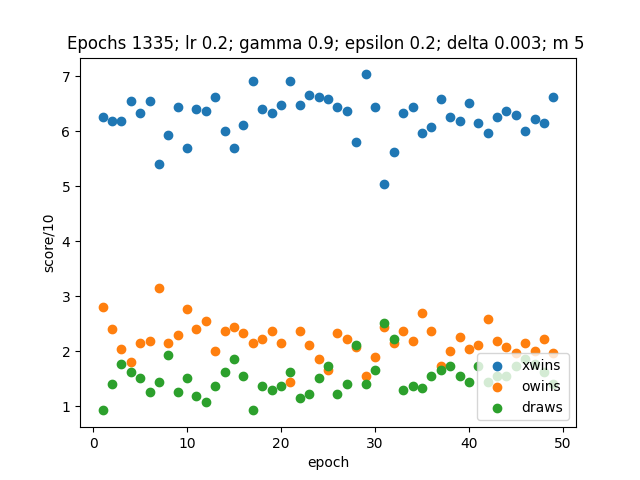 Epochs 1335; lr 0.2; gamma 0.9; epsilon 0.2; delta 0.003; m 5
7
6
5
4
3
2
1
score/10
xwins
owins
draws
0 10 20 30 40 50
epoch